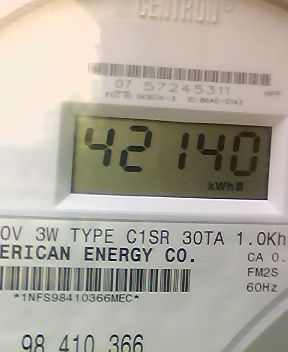 CENTRON
07 57245311
42140
kWh
0V 3W TYPE C1SR 30TA 1.0Kh
ERICAN ENERGY CO.
CA 0.
FM2S
*1NFS98410366MEC*
60Hz
98 410 366